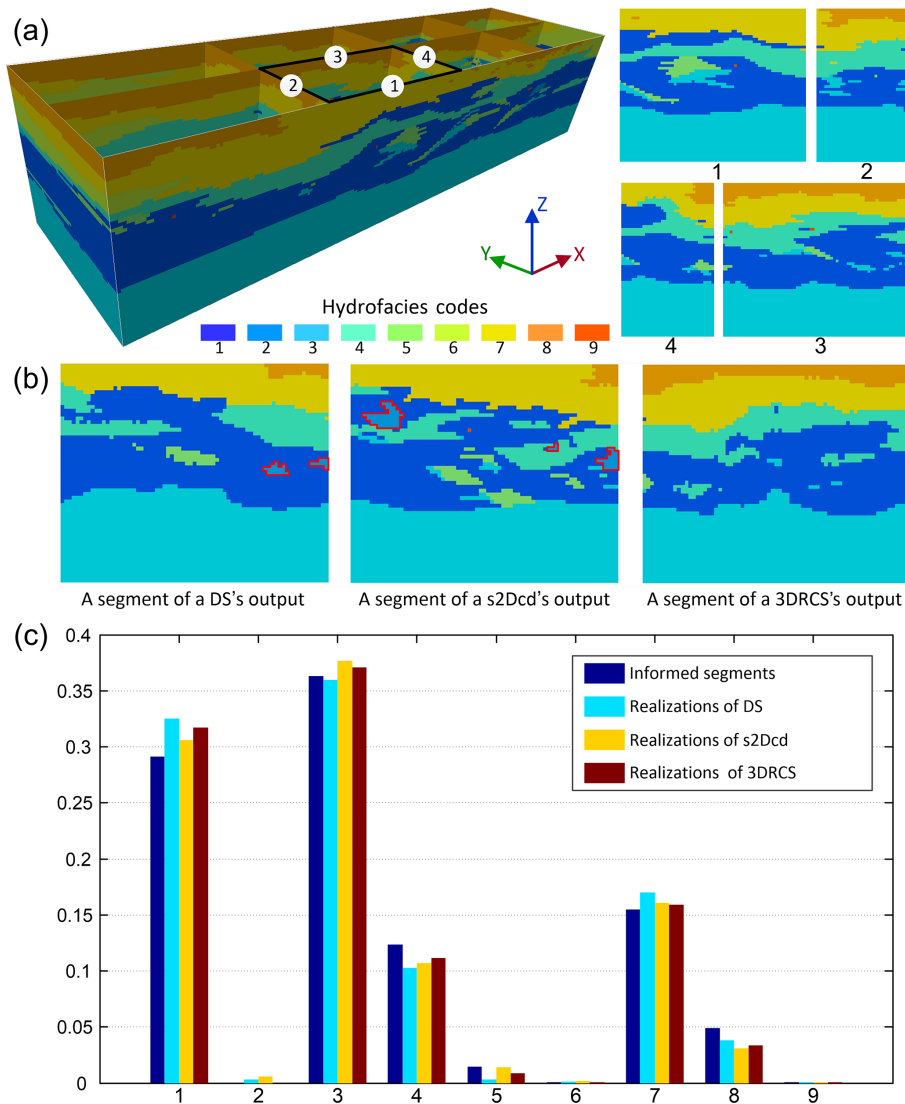 (a)
3
4
2
1
Z
Y
X
1
2
4
3
Hydrofacies codes
1 2 3 4 5 6 7 8 9
(b)
A segment of a DS's output
A segment of a s2Dcd's output
A segment of a 3DRCS's output
(c)
0.4
0.35
0.3
0.25
0.2
0.15
0.1
0.05
0
Informed segments
Realizations of DS
Realizations of s2Dcd
Realizations of 3DRCS
1 2 3 4 5 6 7 8 9